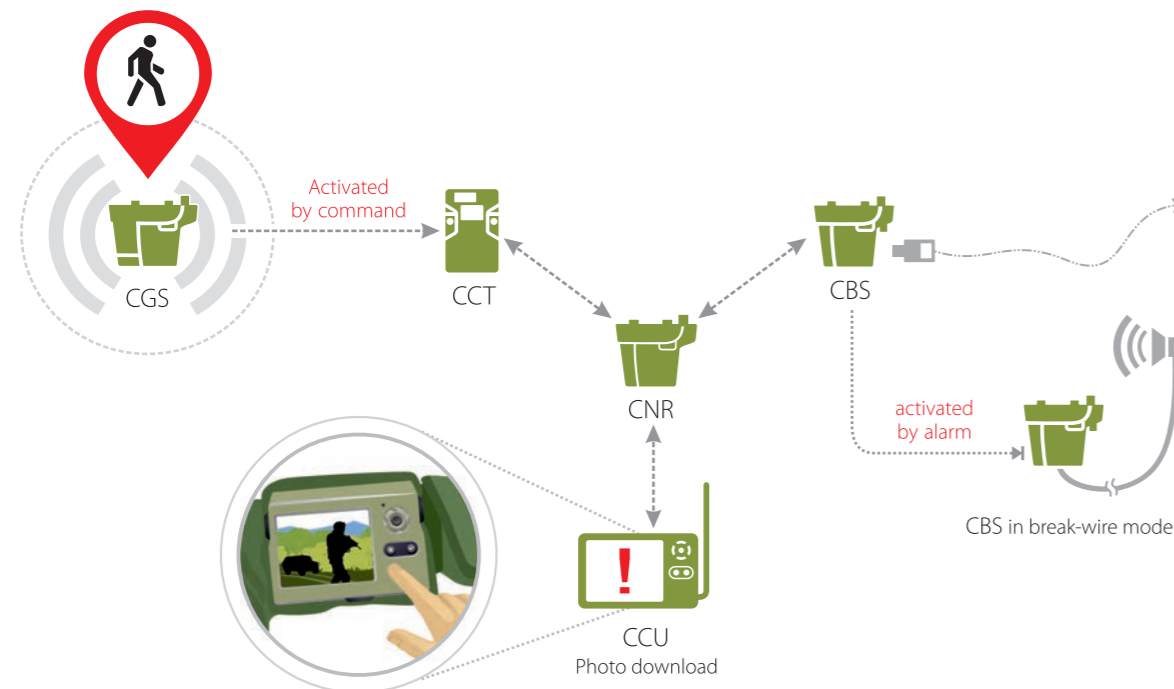 Activated
by command
CGS
CCT
CBS
CNR
activated
by alarm
CBS in break-wire mode
CCU
Photo download